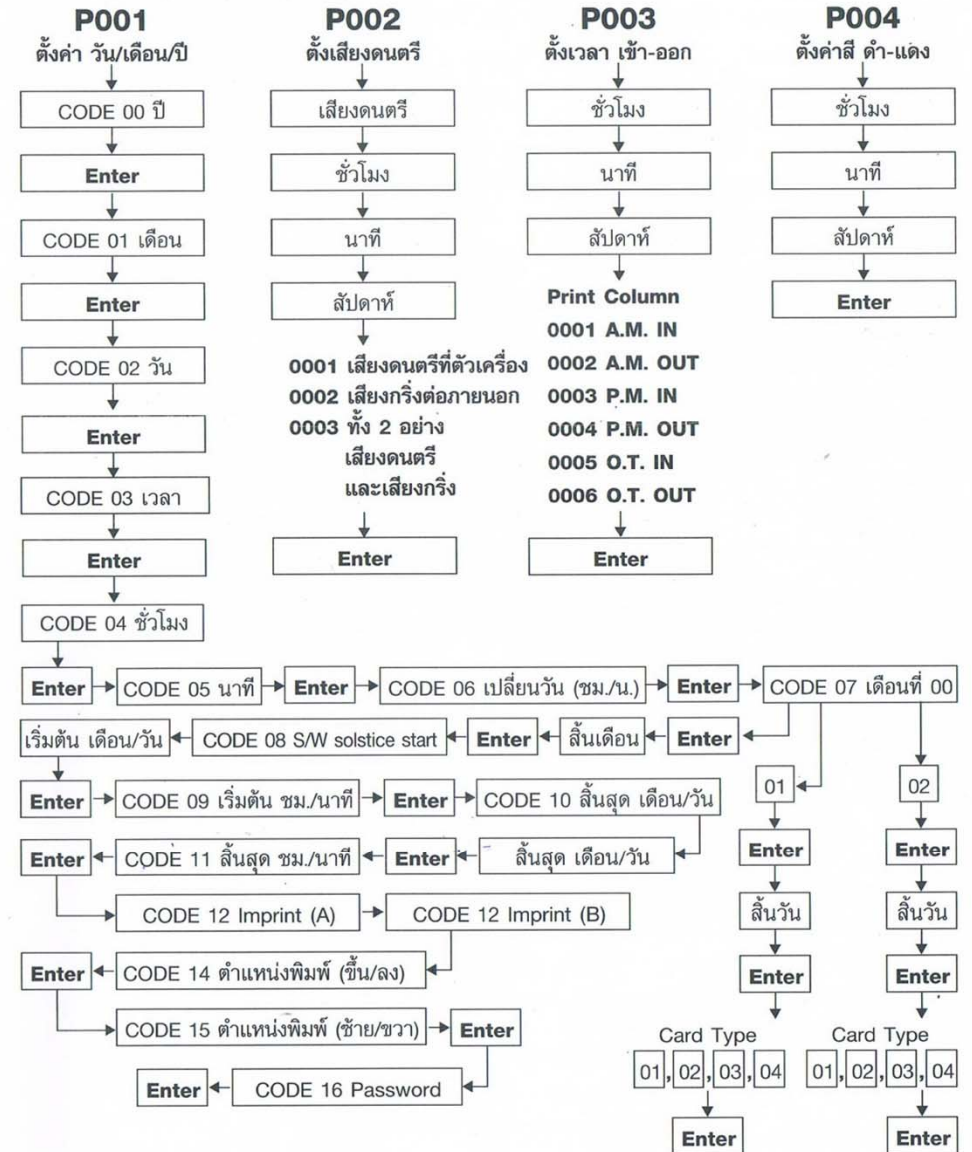 P001
ตั้งค่า วัน/เดือน/ปี
CODE 00 ปี
Enter
CODE 01 เดือน
Enter
CODE 02 วัน
Enter
CODE 03 เวลา
Enter
CODE 04 ชั่วโมง
P002
ตั้งเสียงดนตรี
เสียงดนตรี
ชั่วโมง
นาที
สัปดาห์
0001 เสียงดนตรีที่ตัวเครื่อง
0002 เสียงกริ่งต่อภายนอก
0003 ทั้ง 2 อย่าง
เสียงดนตรี
และเสียงกริ่ง
Enter
P003
ตั้งเวลา เข้า-ออก
ชั่วโมง
นาที
สัปดาห์
Print Column
0001 A.M. IN
0002 A.M. OUT
0003 P.M. IN
0004 P.M. OUT
0005 O.T. IN
0006 O.T. OUT
Enter
P004
ตั้งค่าสี ดำ-แดง
ชั่วโมง
นาที
สัปดาห์
Enter
Enter CODE 05 นาที Enter CODE 06 เปลี่ยนวัน (ชม./น.) Enter CODE 07 เดือนที่ 00
เริ่มต้น เดือน/วัน CODE 08 S/W solstice start Enter สิ้นเดือน Enter
Enter CODE 09 เริ่มต้น ชม./นาที Enter CODE 10 สิ้นสุด เดือน/วัน
Enter CODE 11 สิ้นสุด ชม./นาที Enter สิ้นสุด เดือน/วัน
CODE 12 Imprint (A) CODE 12 Imprint (B)
Enter CODE 14 ตำแหน่งพิมพ์ (ขึ้น/ลง)
CODE 15 ตำแหน่งพิมพ์ (ซ้าย/ขวา) Enter
Enter CODE 16 Password
01
Enter
สิ้นวัน
Enter
Card Type
01,02,03,04
Enter
02
Enter
สิ้นวัน
Enter
Card Type
01,02,03,04
Enter